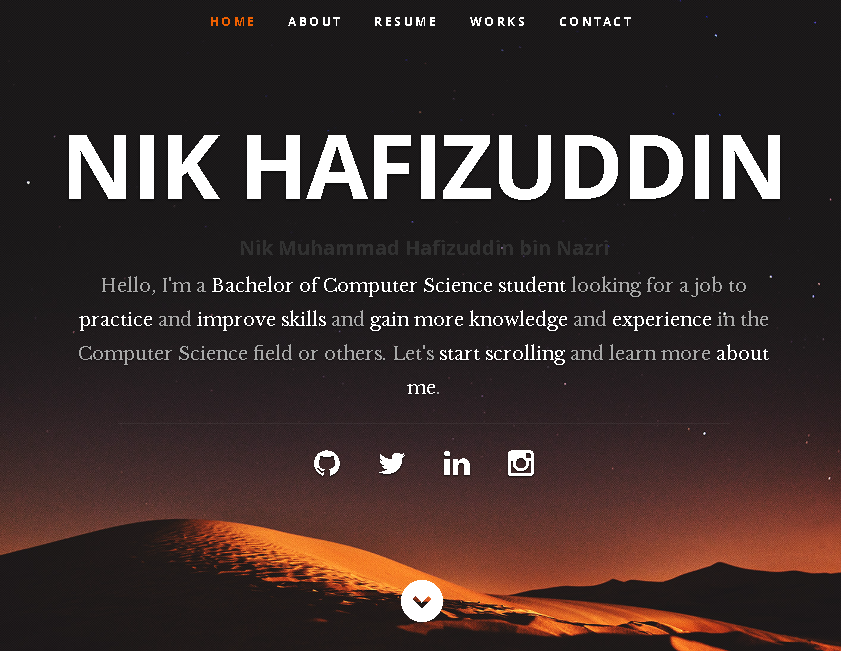 HOME ABOUT RESUME WORKS CONTACT
NIK HAFIZUDDIN
Nik Muhammad Hafizuddin bin Nazri
Hello, I'm a Bachelor of Computer Science student looking for a job to
practice and improve skills and gain more knowledge and experience in the
Computer Science field or others. Let's start scrolling and learn more about
me.